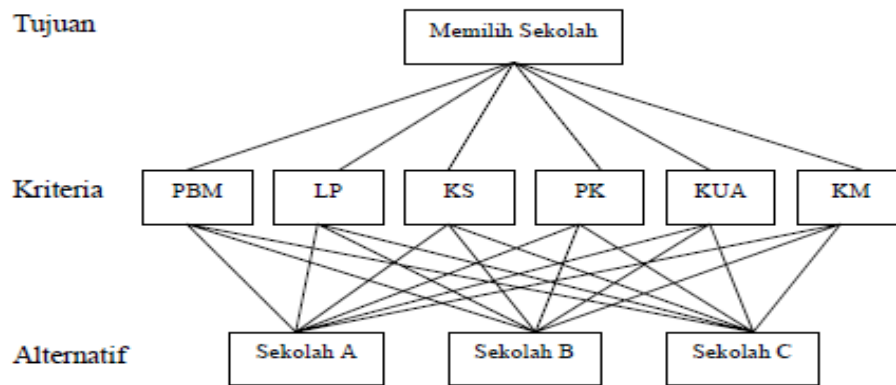 Tujuan
Memilih Sekolah
Kriteria
PBM
LP
KS
PK
KUA
KM
Alternatif
Sekolah A
Sekolah B
Sekolah C